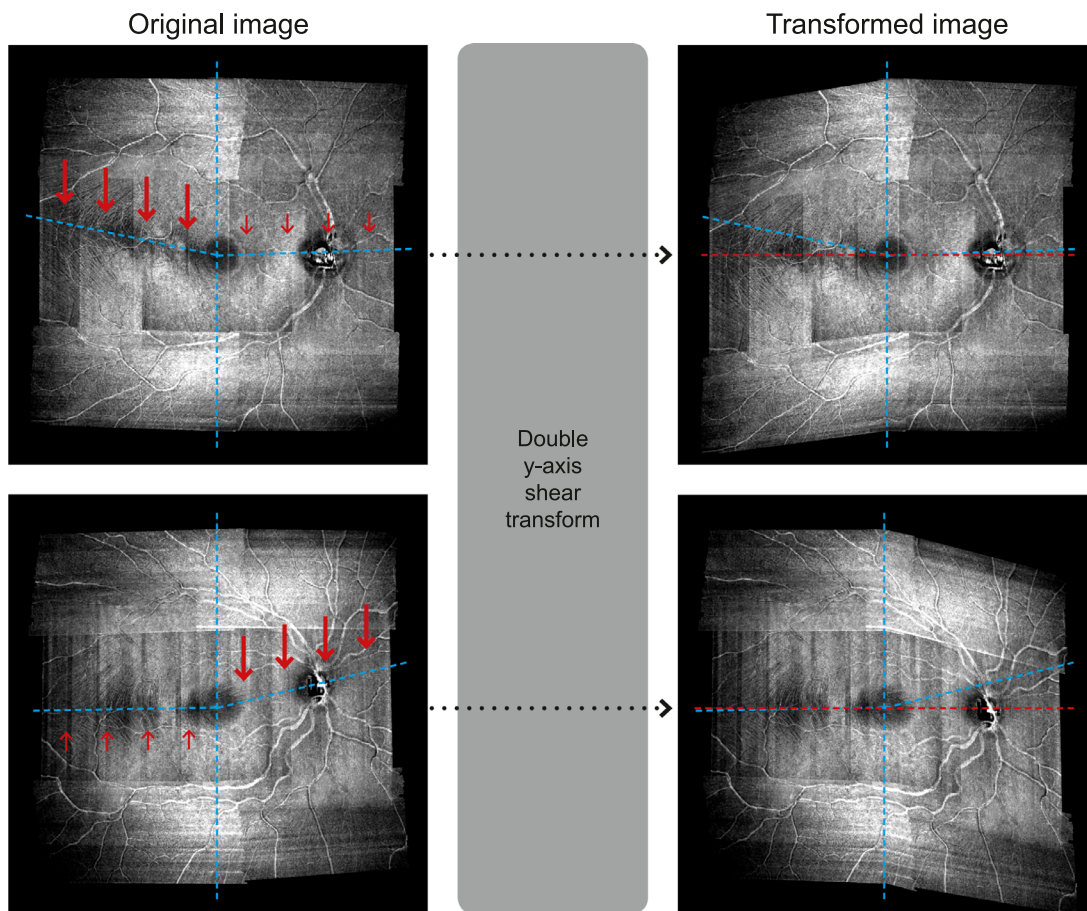 Original image
Transformed image
Double
y-axis
shear
transform